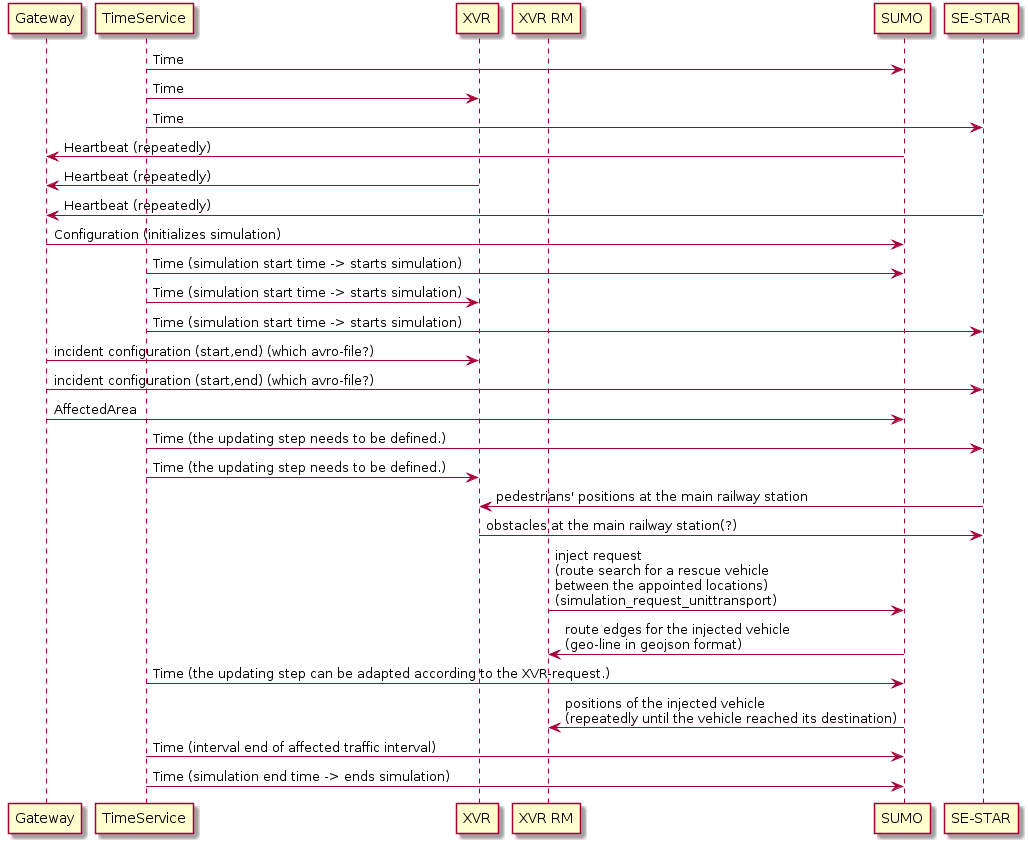 Gateway
TimeService
XVR
XVR RM
SUMO
SE-STAR
Time
Time
Time
Heartbeat (repeatedly)
Heartbeat (repeatedly)
Heartbeat (repeatedly)
Configuration (initializes simulation)
Time (simulation start time -> starts simulation)
Time (simulation start time -> starts simulation)
Time (simulation start time -> starts simulation)
incident configuration (start,end) (which avro-file?)
incident configuration (start,end) (which avro-file?)
AffectedArea
Time (the updating step needs to be defined.)
Time (the updating step needs to be defined.)
pedestrians' positions at the main railway station
obstacles at the main railway station(?)
inject request
(route search for a rescue vehicle
between the appointed locations)
(simulation_request_unittransport)
route edges for the injected vehicle
(geo-line in geojson format)
Time (the updating step can be adapted according to the XVR-request.)
positions of the injected vehicle
(repeatedly until the vehicle reached its destination)
Time (interval end of affected traffic interval)
Time (simulation end time -> ends simulation)
Gateway
TimeService
XVR
XVR RM
SUMO
SE-STAR